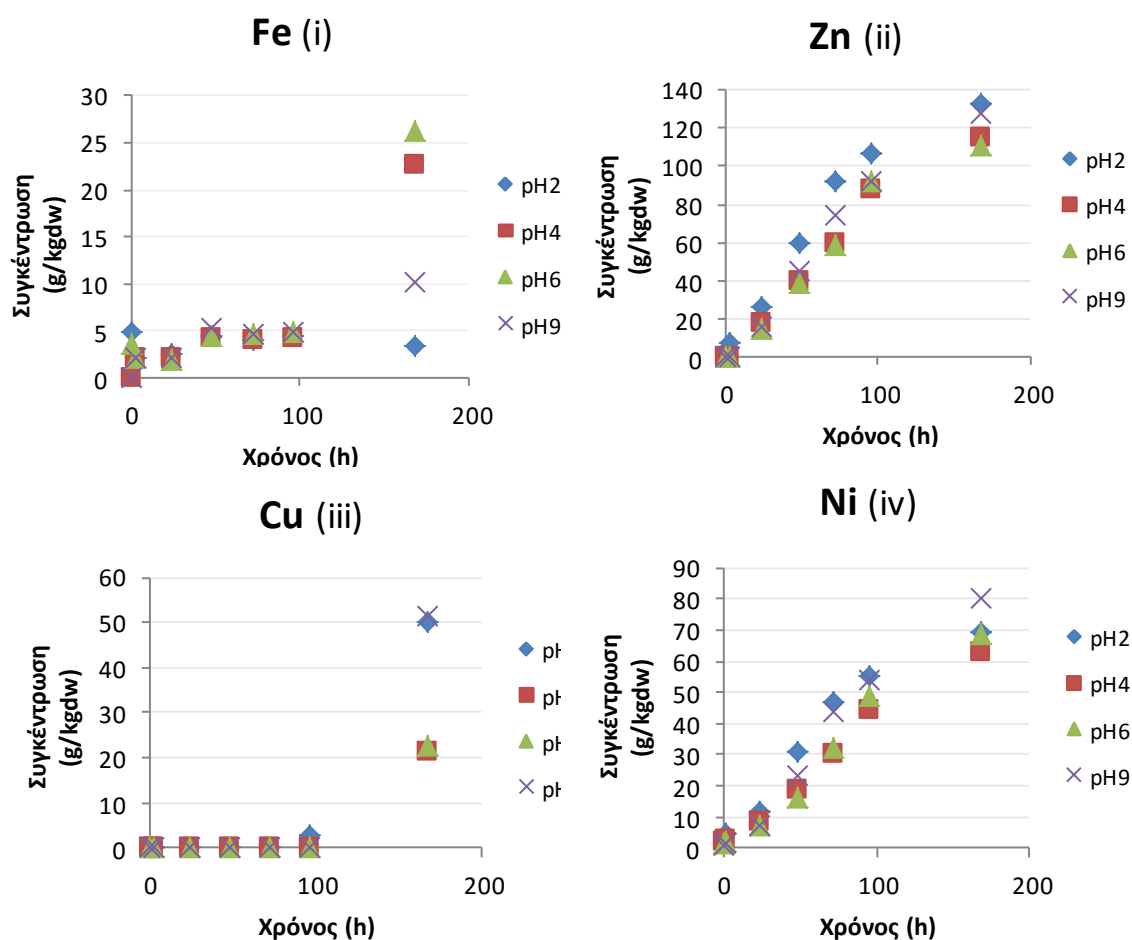 Fe (i)
30
25
20
15
10
5
0
0 100 200
Συγκέντρωση
(g/kgdw)
Χρόνος (h)
pH2
pH4
pH6
pH9
Zn (ii)
140
120
100
80
60
40
20
0
0 100 200
Συγκέντρωση
(g/kgdw)
Χρόνος (h)
pH2
pH4
pH6
pH9
Cu (iii)
60
50
40
30
20
10
0
0 100 200
Συγκέντρωση
(g/kgdw)
Χρόνος (h)
Ni (iv)
90
80
70
60
50
40
30
20
10
0
0 100 200
Συγκέντρωση
(g/kgdw)
Χρόνος (h)
pH2
pH4
pH6
pH9